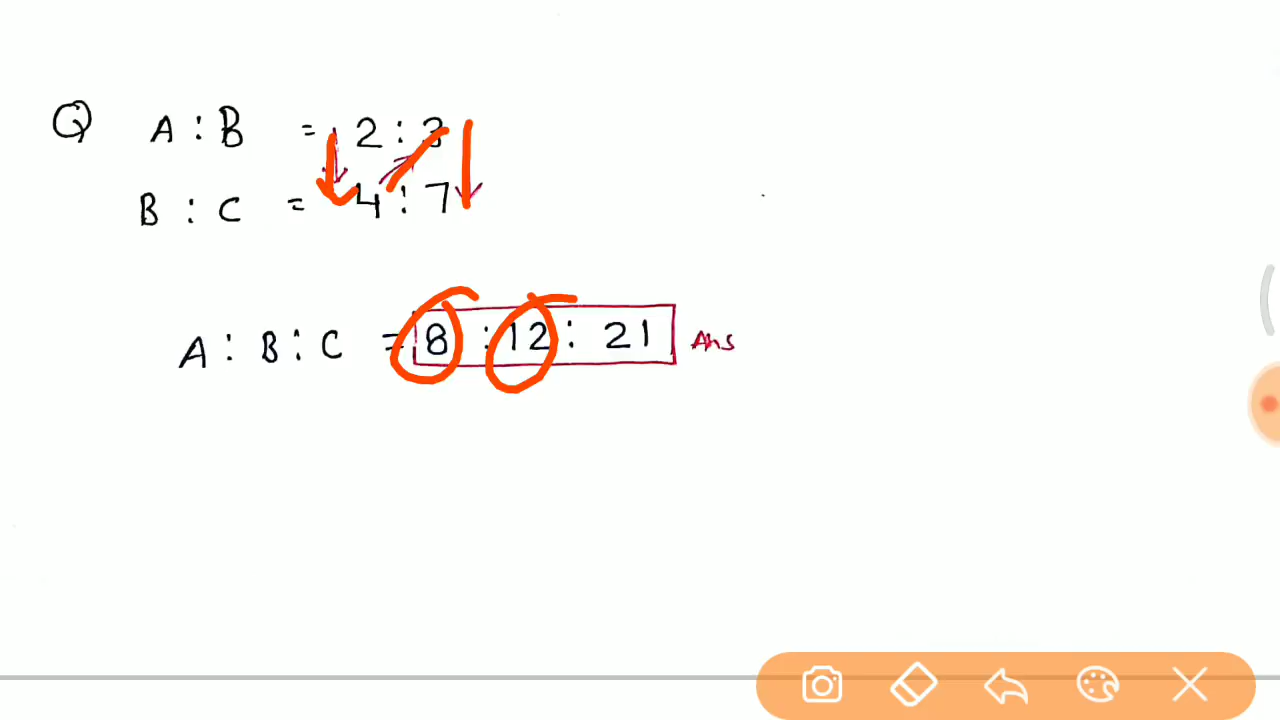 Q A : B = 2 : 3
B : C = 4 : 7
A : B : C = 8 : 12 : 21 Ans